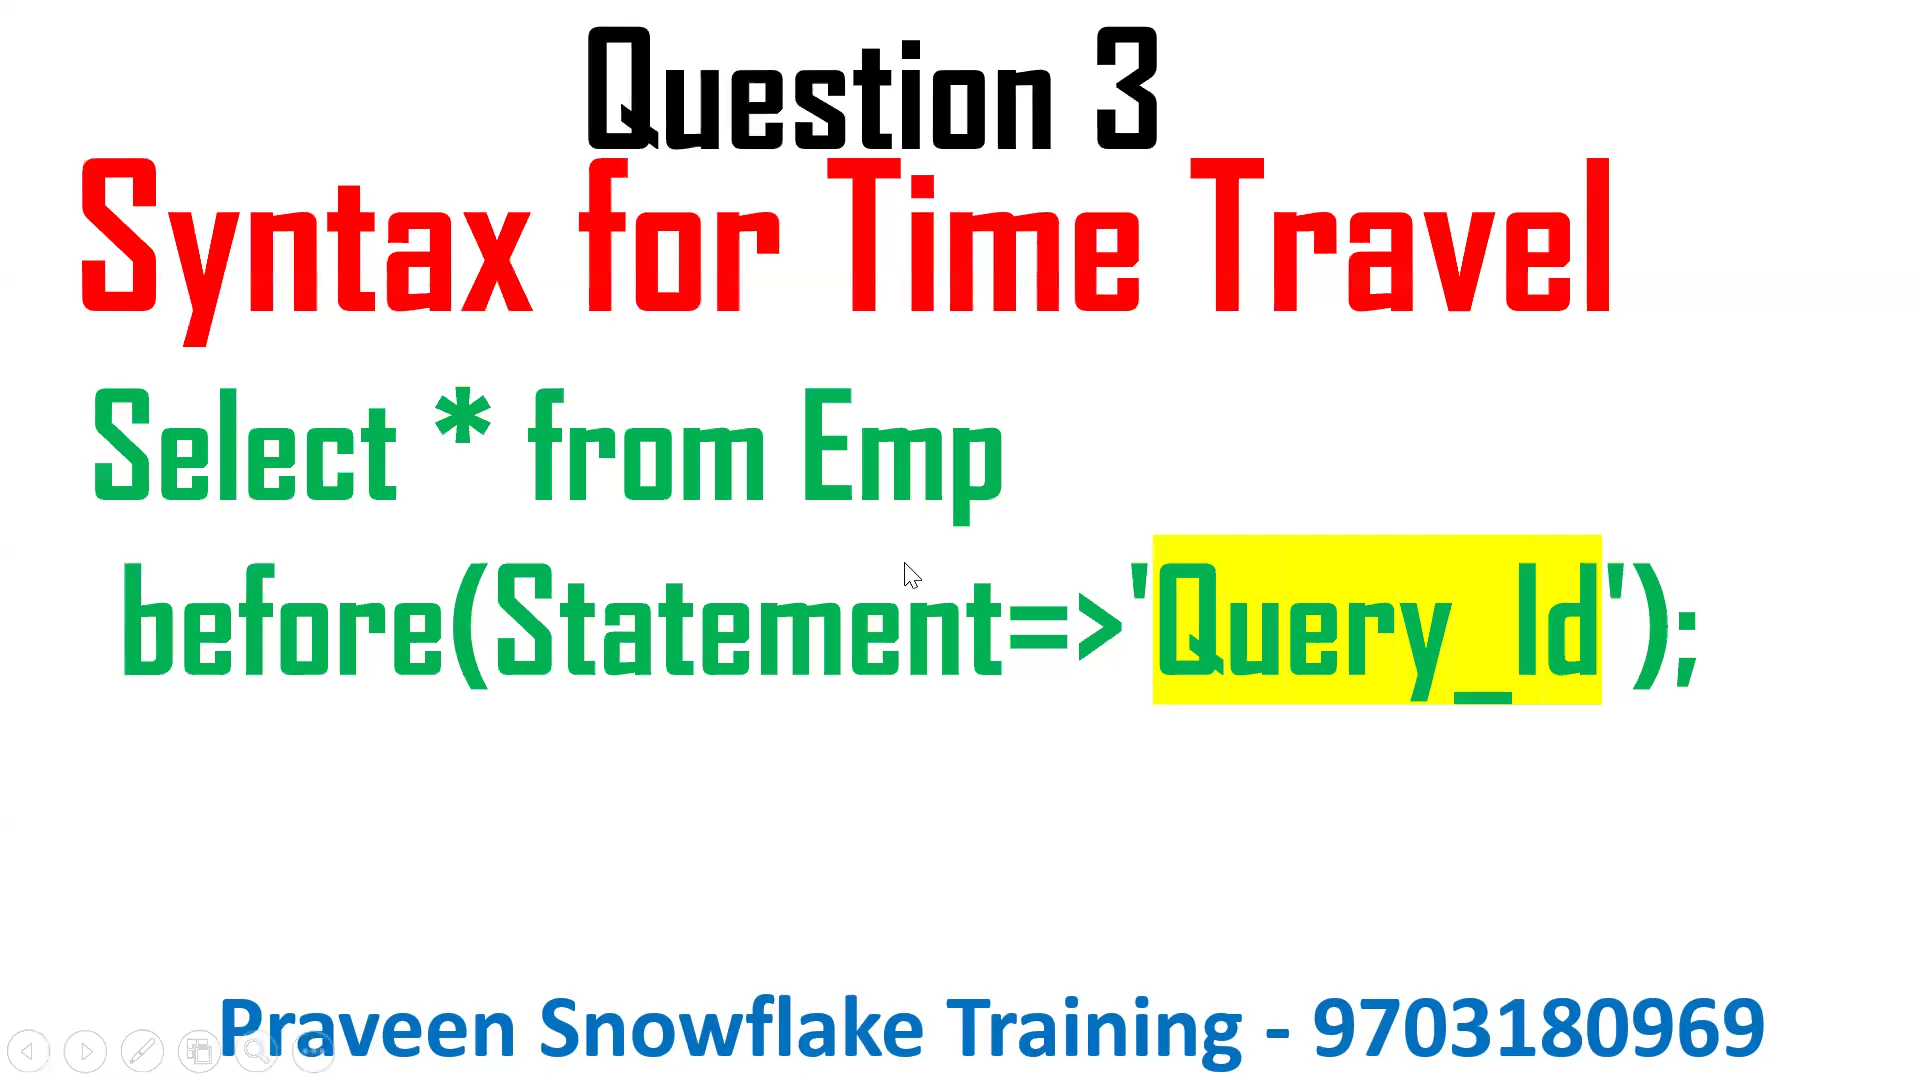 Question 3
Syntax for Time Travel
Select * from Emp
before(Statement=>'Query_Id');
Praveen Snowflake Training - 9703180969